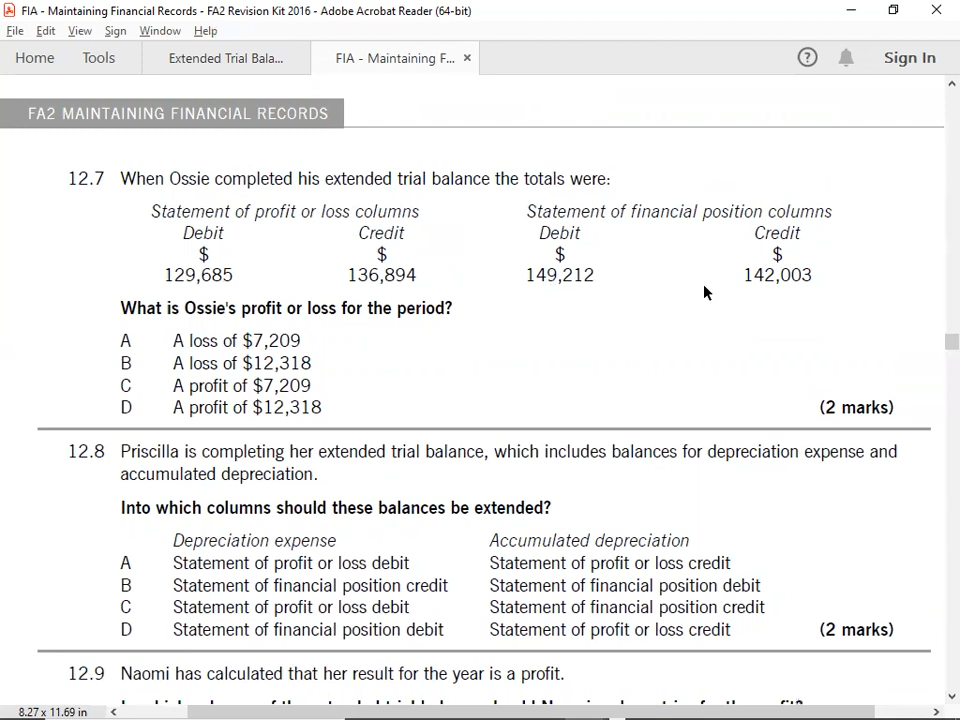 FIA - Maintaining Financial Records - FA2 Revision Kit 2016 - Adobe Acrobat Reader (64-bit)
File Edit View Sign Window Help
Home Tools Extended Trial Bala... FIA - Maintaining F... × ? Sign In
FA2 MAINTAINING FINANCIAL RECORDS
12.7 When Ossie completed his extended trial balance the totals were:
Statement of profit or loss columns Statement of financial position columns
Debit Credit Debit Credit
$ $ $ $
129,685 136,894 149,212 142,003
What is Ossie's profit or loss for the period?
A A loss of $7,209
B A loss of $12,318
C A profit of $7,209
D A profit of $12,318 (2 marks)
12.8 Priscilla is completing her extended trial balance, which includes balances for depreciation expense and
accumulated depreciation.
Into which columns should these balances be extended?
Depreciation expense Accumulated depreciation
A Statement of profit or loss debit Statement of profit or loss credit
B Statement of financial position credit Statement of financial position debit
C Statement of profit or loss debit Statement of financial position credit
D Statement of financial position debit Statement of profit or loss credit (2 marks)
12.9 Naomi has calculated that her result for the year is a profit.
8.27 x 11.69 in